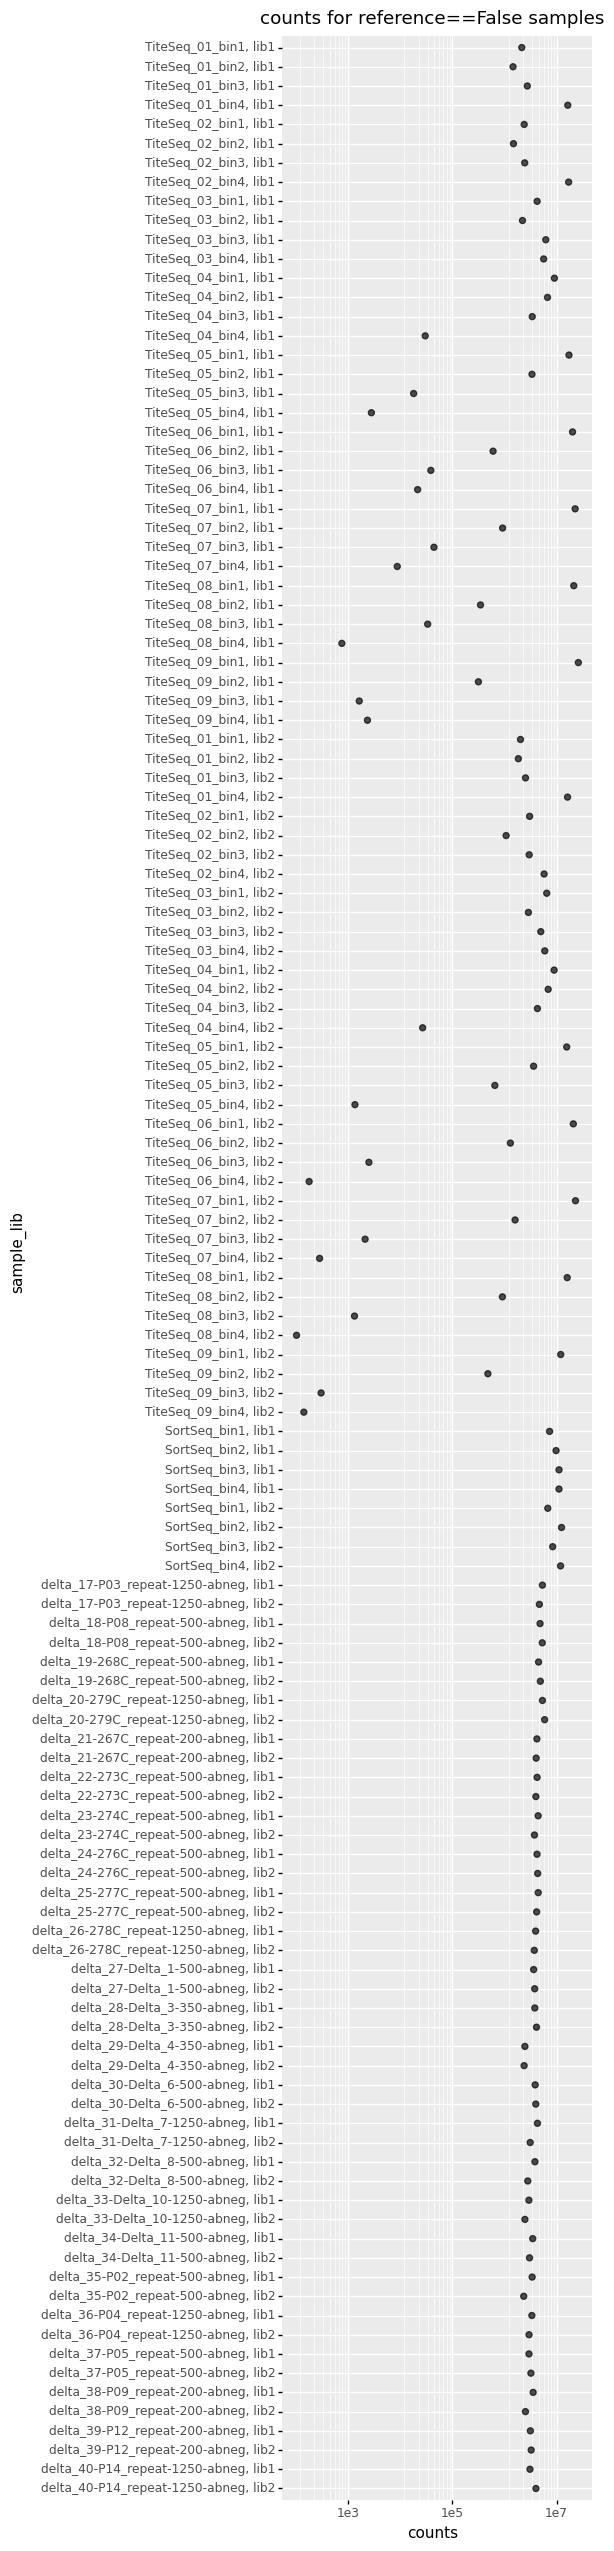 counts for reference==False samples
TiteSeq_01_bin1, lib1
TiteSeq_01_bin2, lib1
TiteSeq_01_bin3, lib1
TiteSeq_01_bin4, lib1
TiteSeq_02_bin1, lib1
TiteSeq_02_bin2, lib1
TiteSeq_02_bin3, lib1
TiteSeq_02_bin4, lib1
TiteSeq_03_bin1, lib1
TiteSeq_03_bin2, lib1
TiteSeq_03_bin3, lib1
TiteSeq_03_bin4, lib1
TiteSeq_04_bin1, lib1
TiteSeq_04_bin2, lib1
TiteSeq_04_bin3, lib1
TiteSeq_04_bin4, lib1
TiteSeq_05_bin1, lib1
TiteSeq_05_bin2, lib1
TiteSeq_05_bin3, lib1
TiteSeq_05_bin4, lib1
TiteSeq_06_bin1, lib1
TiteSeq_06_bin2, lib1
TiteSeq_06_bin3, lib1
TiteSeq_06_bin4, lib1
TiteSeq_07_bin1, lib1
TiteSeq_07_bin2, lib1
TiteSeq_07_bin3, lib1
TiteSeq_07_bin4, lib1
TiteSeq_08_bin1, lib1
TiteSeq_08_bin2, lib1
TiteSeq_08_bin3, lib1
TiteSeq_08_bin4, lib1
TiteSeq_09_bin1, lib1
TiteSeq_09_bin2, lib1
TiteSeq_09_bin3, lib1
TiteSeq_09_bin4, lib1
TiteSeq_01_bin1, lib2
TiteSeq_01_bin2, lib2
TiteSeq_01_bin3, lib2
TiteSeq_01_bin4, lib2
TiteSeq_02_bin1, lib2
TiteSeq_02_bin2, lib2
TiteSeq_02_bin3, lib2
TiteSeq_02_bin4, lib2
TiteSeq_03_bin1, lib2
TiteSeq_03_bin2, lib2
TiteSeq_03_bin3, lib2
TiteSeq_03_bin4, lib2
TiteSeq_04_bin1, lib2
TiteSeq_04_bin2, lib2
TiteSeq_04_bin3, lib2
TiteSeq_04_bin4, lib2
TiteSeq_05_bin1, lib2
TiteSeq_05_bin2, lib2
TiteSeq_05_bin3, lib2
TiteSeq_05_bin4, lib2
TiteSeq_06_bin1, lib2
TiteSeq_06_bin2, lib2
TiteSeq_06_bin3, lib2
TiteSeq_06_bin4, lib2
TiteSeq_07_bin1, lib2
TiteSeq_07_bin2, lib2
TiteSeq_07_bin3, lib2
TiteSeq_07_bin4, lib2
TiteSeq_08_bin1, lib2
TiteSeq_08_bin2, lib2
TiteSeq_08_bin3, lib2
TiteSeq_08_bin4, lib2
TiteSeq_09_bin1, lib2
TiteSeq_09_bin2, lib2
TiteSeq_09_bin3, lib2
TiteSeq_09_bin4, lib2
SortSeq_bin1, lib1
SortSeq_bin2, lib1
SortSeq_bin3, lib1
SortSeq_bin4, lib1
SortSeq_bin1, lib2
SortSeq_bin2, lib2
SortSeq_bin3, lib2
SortSeq_bin4, lib2
delta_17-P03_repeat-1250-abneg, lib1
delta_17-P03_repeat-1250-abneg, lib2
delta_18-P08_repeat-500-abneg, lib1
delta_18-P08_repeat-500-abneg, lib2
delta_19-268C_repeat-500-abneg, lib1
delta_19-268C_repeat-500-abneg, lib2
delta_20-279C_repeat-1250-abneg, lib1
delta_20-279C_repeat-1250-abneg, lib2
delta_21-267C_repeat-200-abneg, lib1
delta_21-267C_repeat-200-abneg, lib2
delta_22-273C_repeat-500-abneg, lib1
delta_22-273C_repeat-500-abneg, lib2
delta_23-274C_repeat-500-abneg, lib1
delta_23-274C_repeat-500-abneg, lib2
delta_24-276C_repeat-500-abneg, lib1
delta_24-276C_repeat-500-abneg, lib2
delta_25-277C_repeat-500-abneg, lib1
delta_25-277C_repeat-500-abneg, lib2
delta_26-278C_repeat-1250-abneg, lib1
delta_26-278C_repeat-1250-abneg, lib2
delta_27-Delta_1-500-abneg, lib1
delta_27-Delta_1-500-abneg, lib2
delta_28-Delta_3-350-abneg, lib1
delta_28-Delta_3-350-abneg, lib2
delta_29-Delta_4-350-abneg, lib1
delta_29-Delta_4-350-abneg, lib2
delta_30-Delta_6-500-abneg, lib1
delta_30-Delta_6-500-abneg, lib2
delta_31-Delta_7-1250-abneg, lib1
delta_31-Delta_7-1250-abneg, lib2
delta_32-Delta_8-500-abneg, lib1
delta_32-Delta_8-500-abneg, lib2
delta_33-Delta_10-1250-abneg, lib1
delta_33-Delta_10-1250-abneg, lib2
delta_34-Delta_11-500-abneg, lib1
delta_34-Delta_11-500-abneg, lib2
delta_35-P02_repeat-500-abneg, lib1
delta_35-P02_repeat-500-abneg, lib2
delta_36-P04_repeat-1250-abneg, lib1
delta_36-P04_repeat-1250-abneg, lib2
delta_37-P05_repeat-500-abneg, lib1
delta_37-P05_repeat-500-abneg, lib2
delta_38-P09_repeat-200-abneg, lib1
delta_38-P09_repeat-200-abneg, lib2
delta_39-P12_repeat-200-abneg, lib1
delta_39-P12_repeat-200-abneg, lib2
delta_40-P14_repeat-1250-abneg, lib1
delta_40-P14_repeat-1250-abneg, lib2
sample_lib
1e3 1e5 1e7
counts